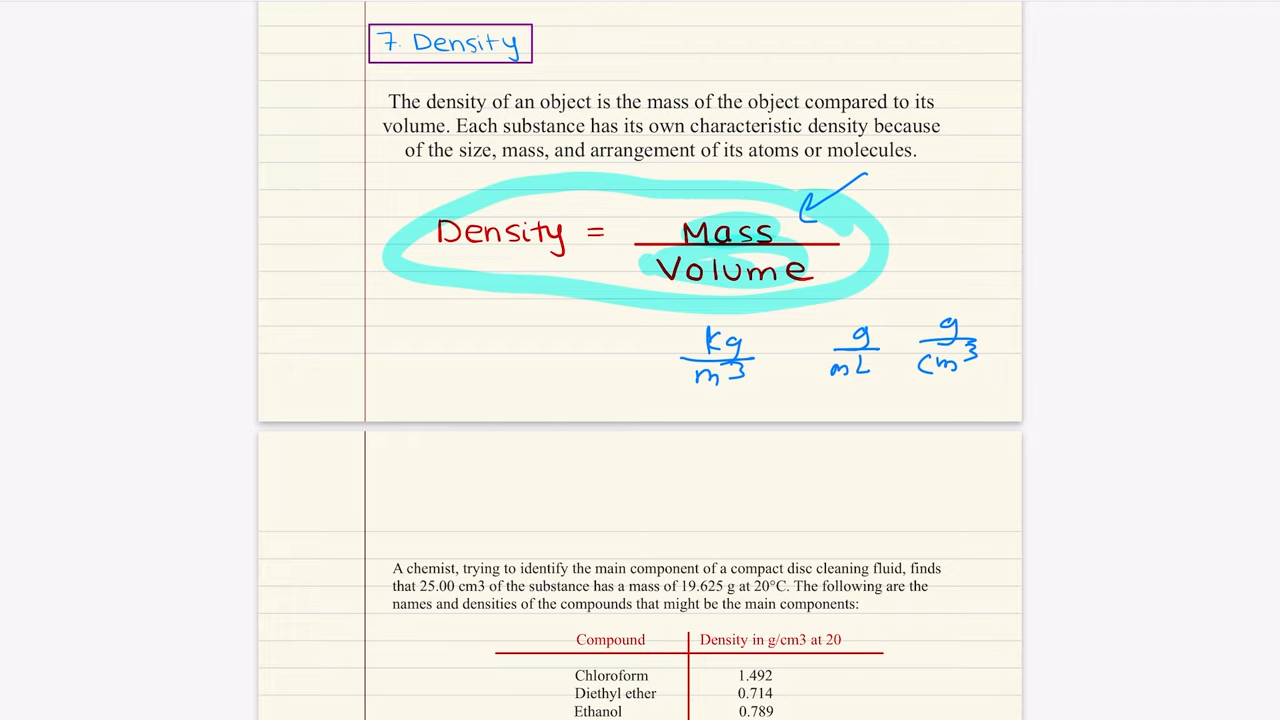 7. Density
The density of an object is the mass of the object compared to its
volume. Each substance has its own characteristic density because
of the size, mass, and arrangement of its atoms or molecules.
Density = Mass
Volume
kg g g
m3 mL cm3
A chemist, trying to identify the main component of a compact disc cleaning fluid, finds
that 25.00 cm3 of the substance has a mass of 19.625 g at 20°C. The following are the
names and densities of the compounds that might be the main components:
Compound Density in g/cm3 at 20
Chloroform 1.492
Diethyl ether 0.714
Ethanol 0.789